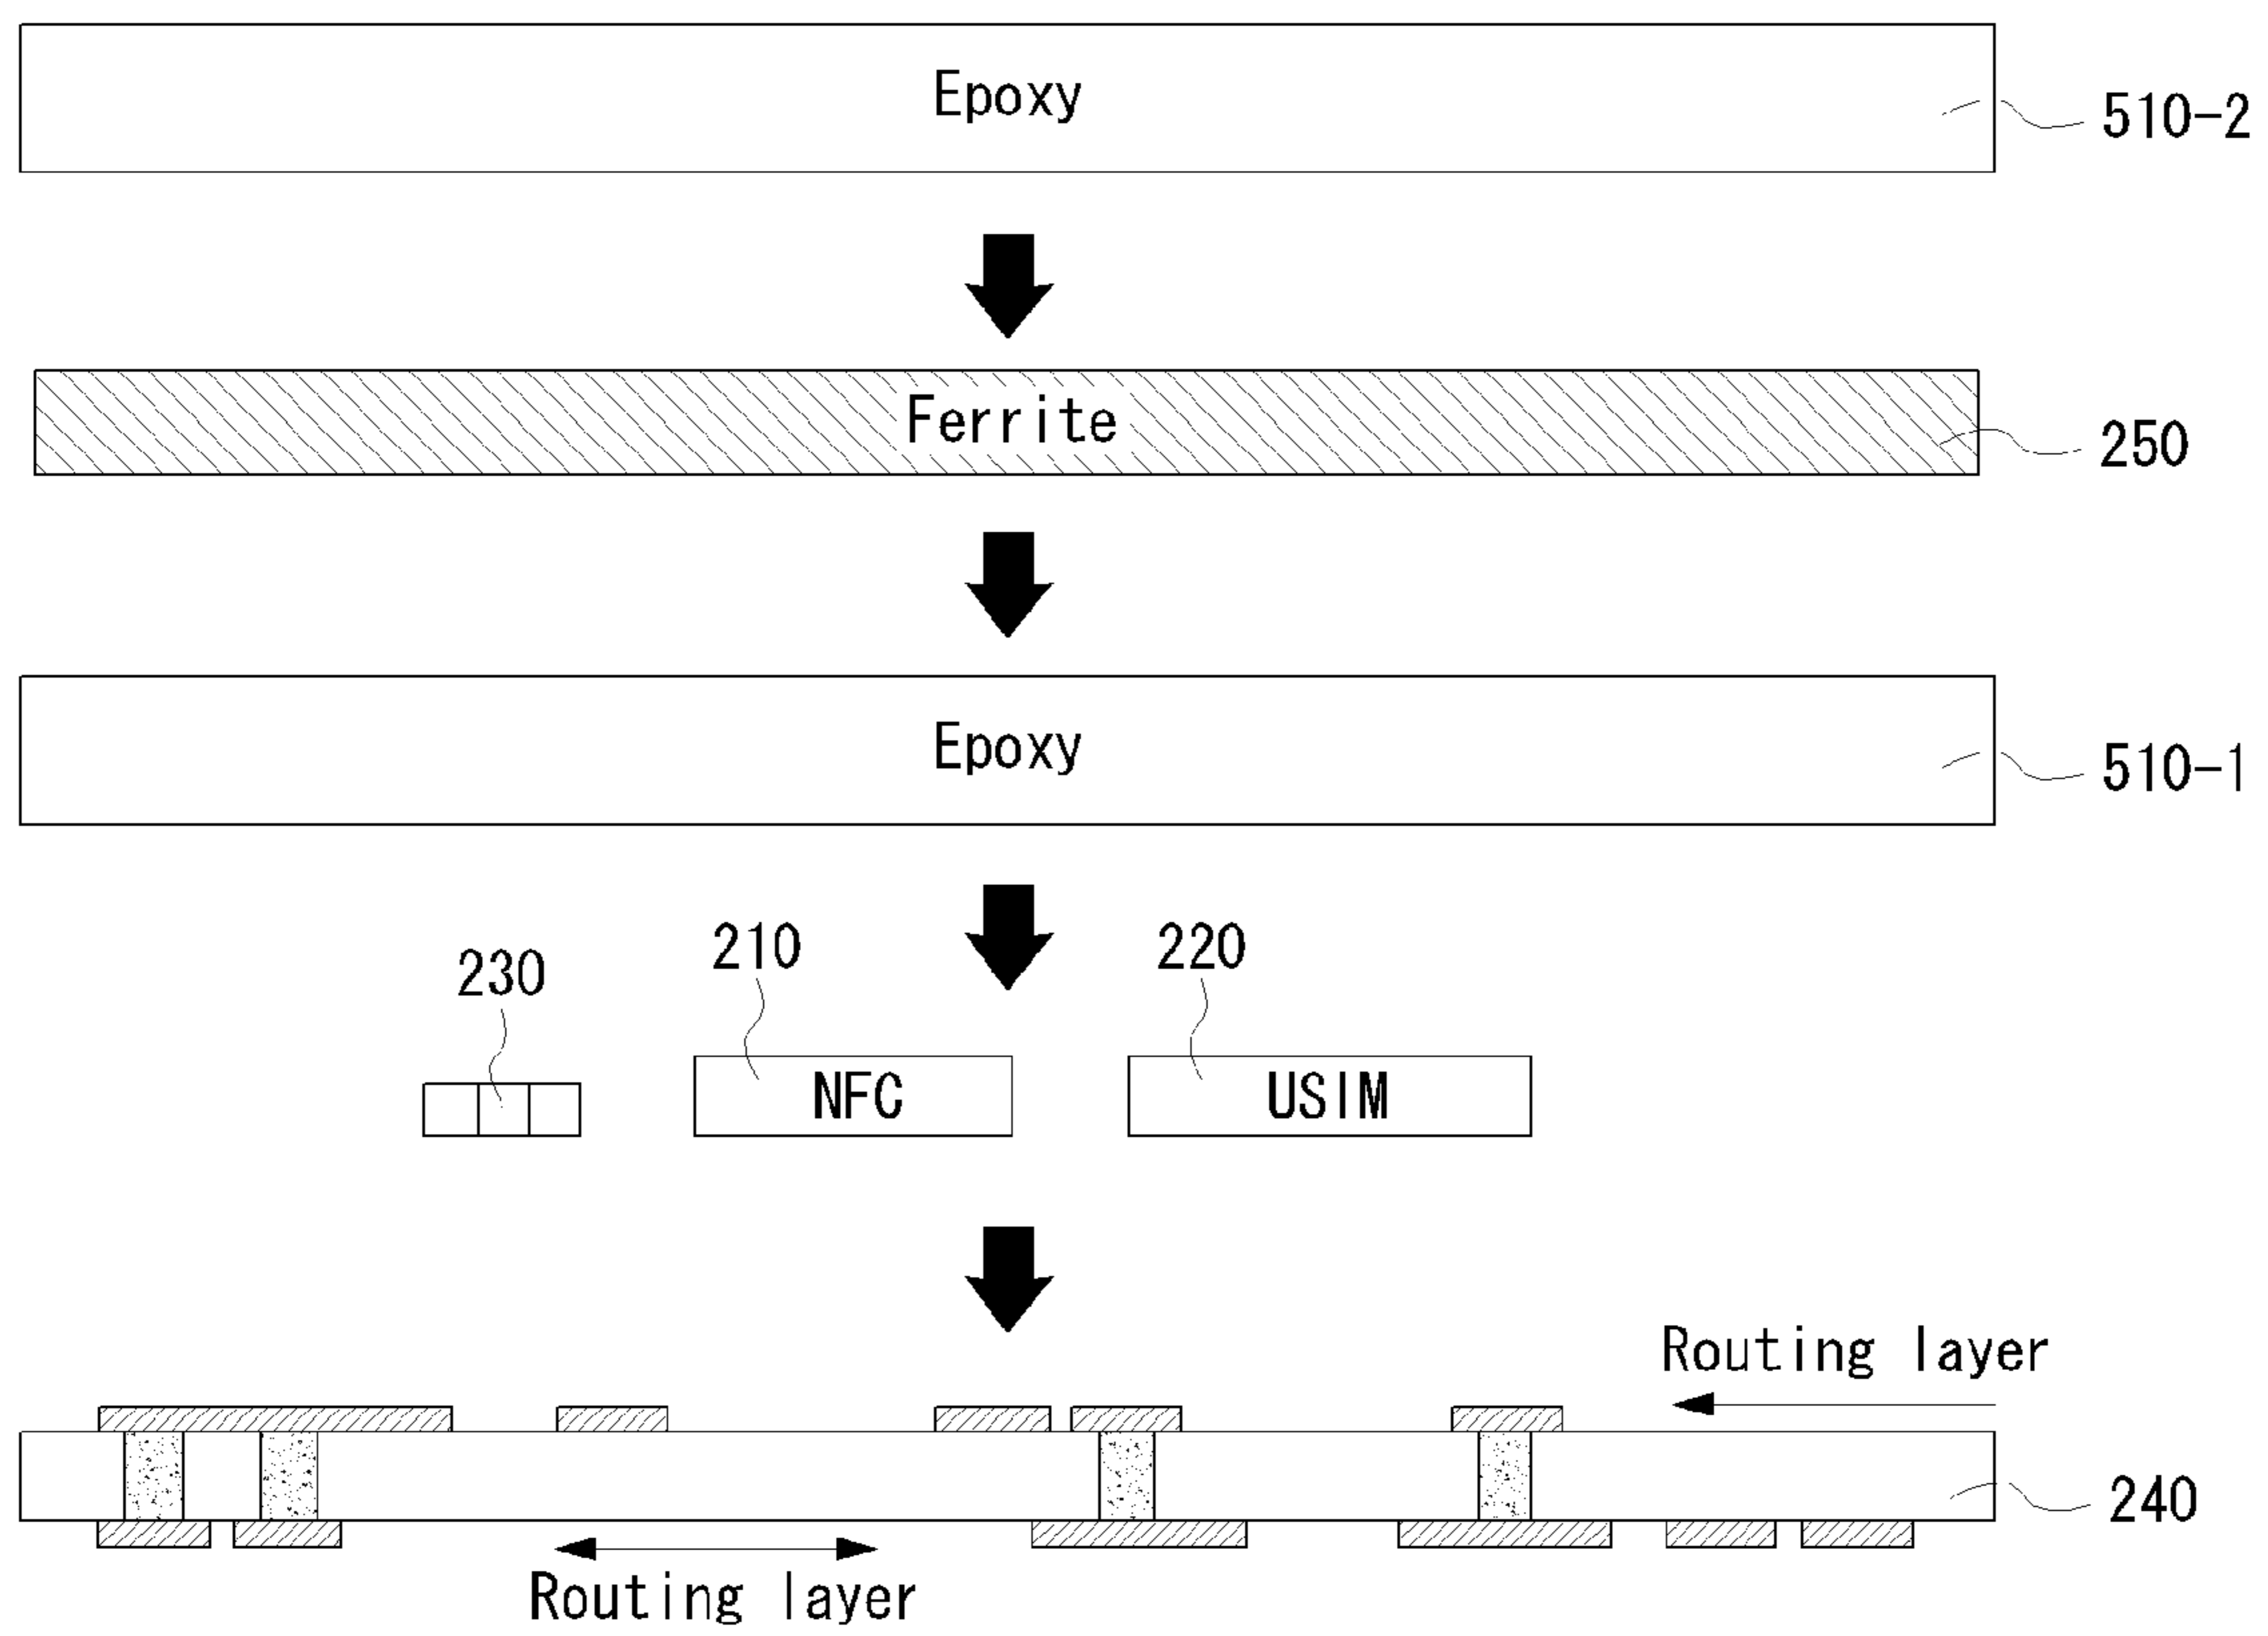 Epoxy
510-2
Ferrite
250
Epoxy
510-1
230
210
220
NFC
USIM
Routing layer
240
Routing layer